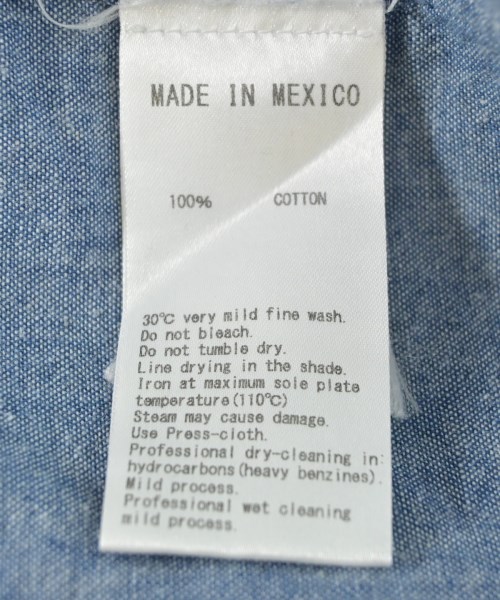 MADE IN MEXICO
100% COTTON
30℃ very mild fine wash.
Do not bleach.
Do not tumble dry.
Line drying in the shade.
Iron at maximum sole plate
temperature(110℃)
Steam may cause damage.
Use Press-cloth.
Professional dry-cleaning in:
hydrocarbons(heavy benzines).
Mild process.
Professional wet cleaning
mild process.